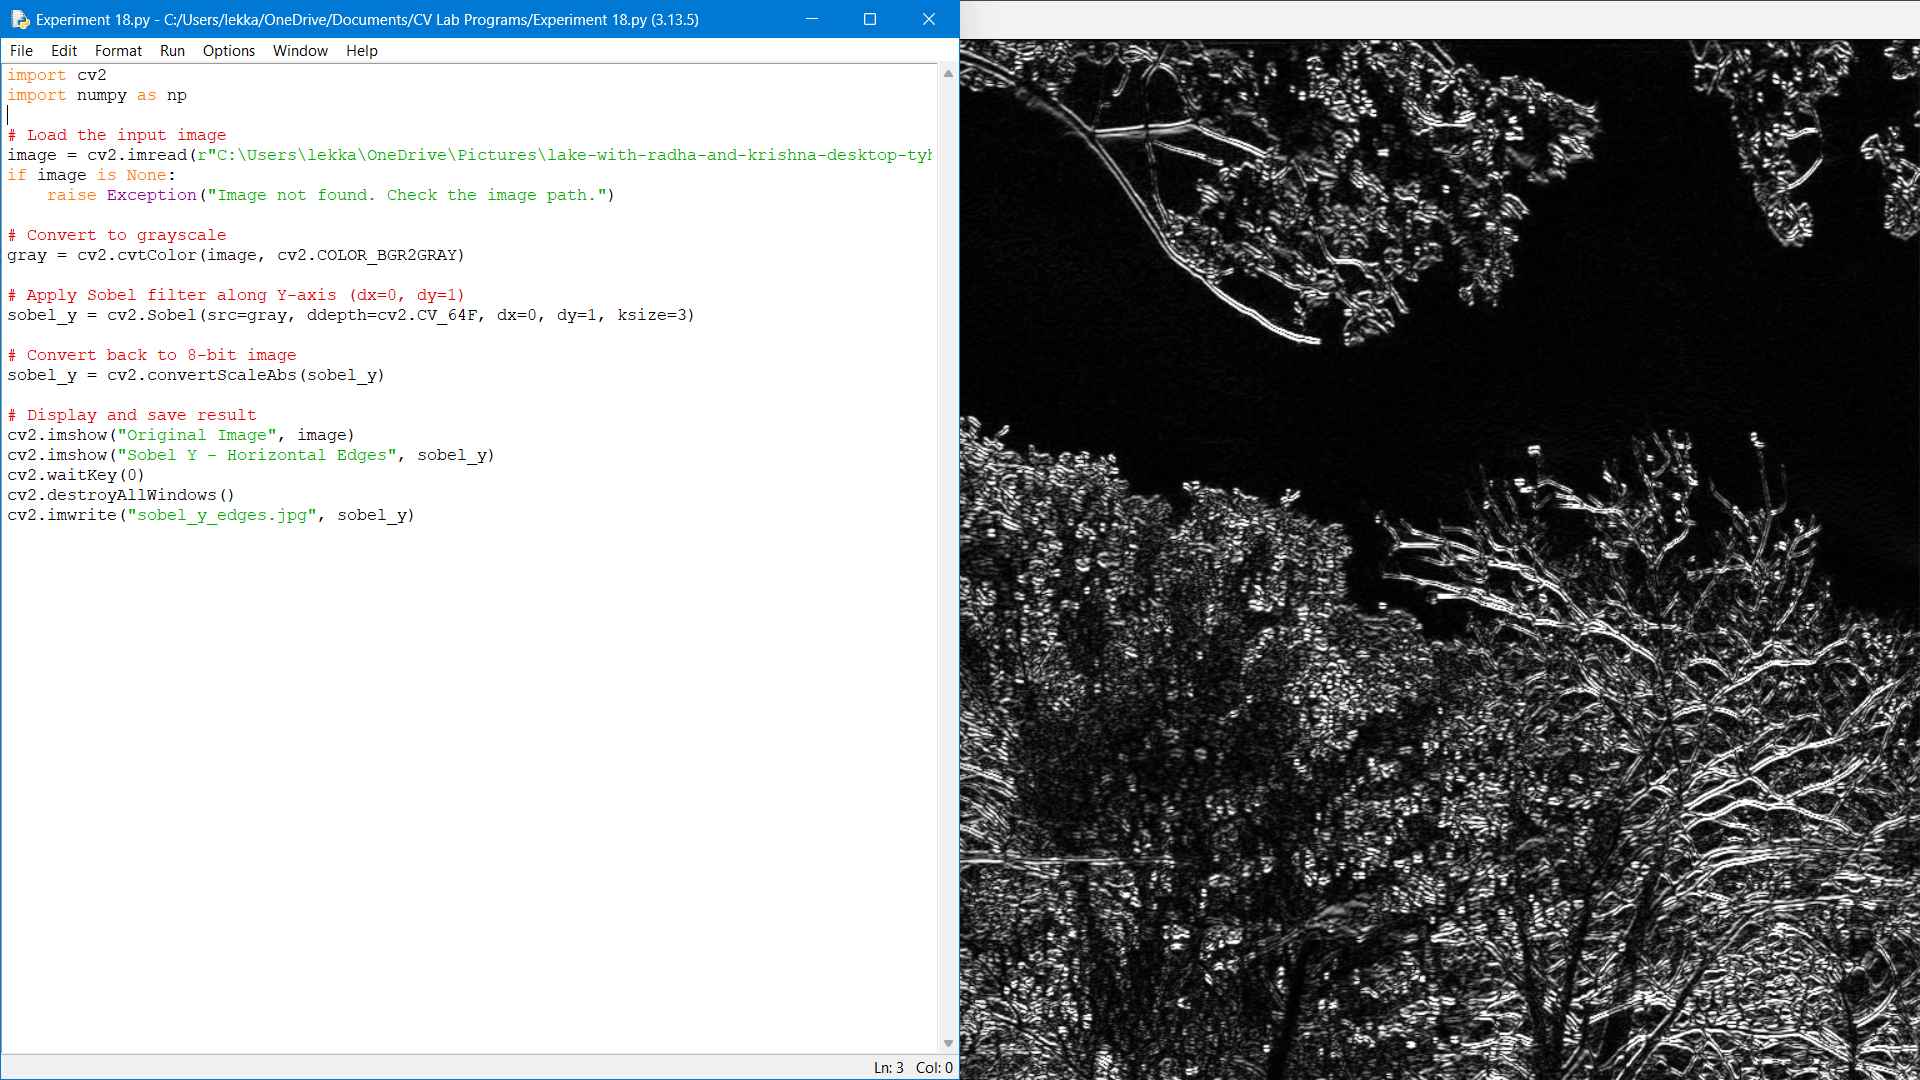 Experiment 18.py - C:/Users/lekka/OneDrive/Documents/CV Lab Programs/Experiment 18.py (3.13.5)
File Edit Format Run Options Window Help
import cv2
import numpy as np
# Load the input image
image = cv2.imread(r"C:\Users\lekka\OneDrive\Pictures\lake-with-radha-and-krishna-desktop-tyh
if image is None:
    raise Exception("Image not found. Check the image path.")
# Convert to grayscale
gray = cv2.cvtColor(image, cv2.COLOR_BGR2GRAY)
# Apply Sobel filter along Y-axis (dx=0, dy=1)
sobel_y = cv2.Sobel(src=gray, ddepth=cv2.CV_64F, dx=0, dy=1, ksize=3)
# Convert back to 8-bit image
sobel_y = cv2.convertScaleAbs(sobel_y)
# Display and save result
cv2.imshow("Original Image", image)
cv2.imshow("Sobel Y - Horizontal Edges", sobel_y)
cv2.waitKey(0)
cv2.destroyAllWindows()
cv2.imwrite("sobel_y_edges.jpg", sobel_y)
Ln: 3 Col: 0